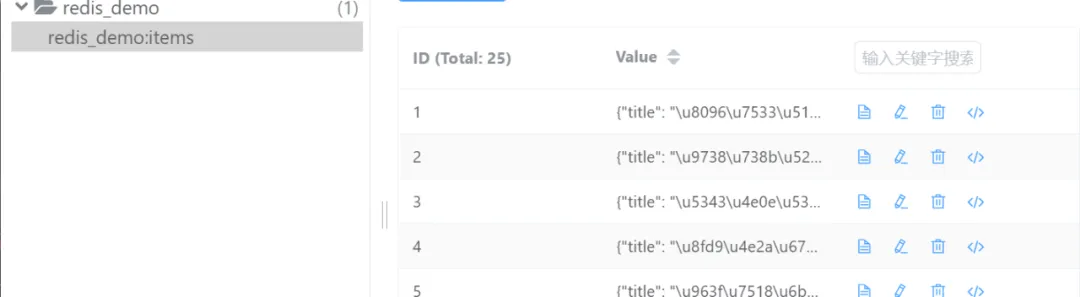 redis_demo (1)
redis_demo:items
ID (Total: 25) Value 输入关键字搜索
1 {"title": "\u8096\u7533\u51...
2 {"title": "\u9738\u738b\u52...
3 {"title": "\u5343\u4e0e\u53...
4 {"title": "\u8fd9\u4e2a\u67...
5 {"title": "\u963f\u7518\u6b...